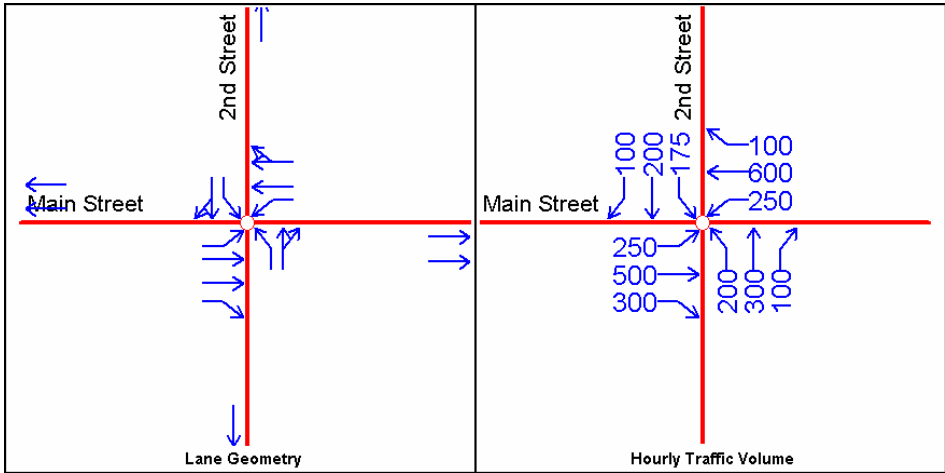 2nd Street
Main Street
Lane Geometry
2nd Street
100
200
175
100
600
250
Main Street
250
500
300
200
300
100
Hourly Traffic Volume